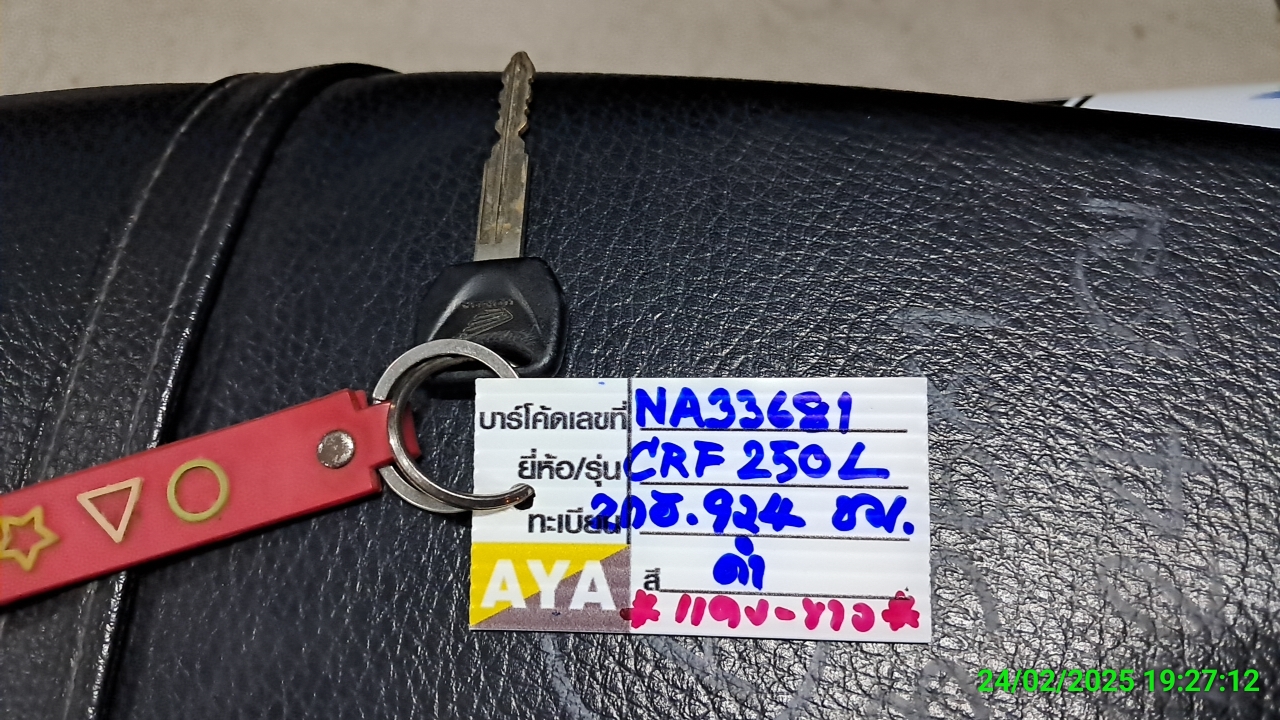 บาร์โค้ดเลขที่ NA33681
ยี่ห้อ/รุ่น CRF 250L
ทะเบียน 2กช.924 ชม.
สี ดำ
AYA
* แดง-ขาว *
24/02/2025 19:27:12